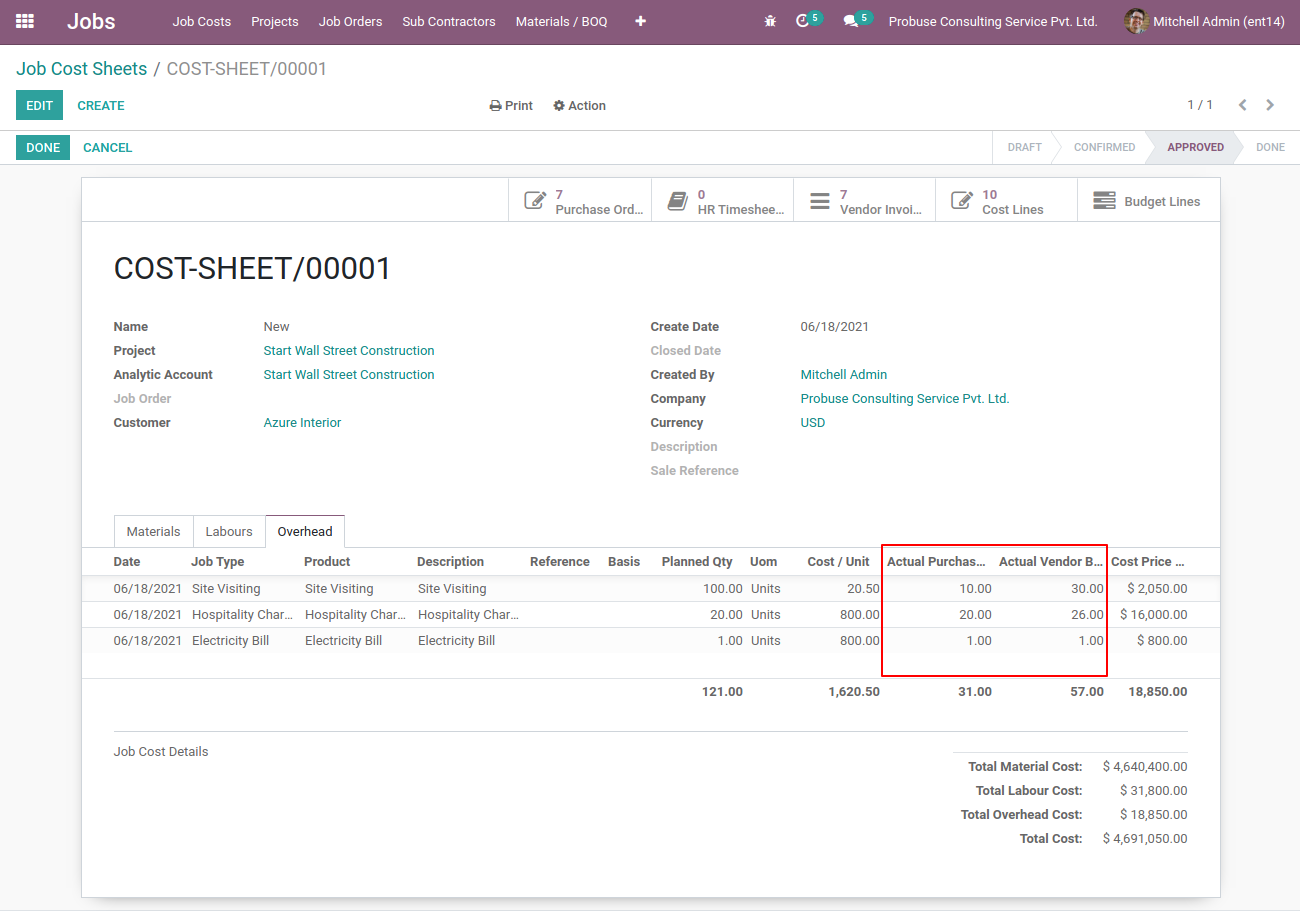 Jobs Job Costs Projects Job Orders Sub Contractors Materials / BOQ 5 5 Probuse Consulting Service Pvt. Ltd. Mitchell Admin (ent14)
Job Cost Sheets / COST-SHEET/00001
EDIT CREATE Print Action 1 / 1
DONE CANCEL DRAFT CONFIRMED APPROVED DONE
7 0 7 10
Purchase Ord... HR Timeshee... Vendor Invoi... Cost Lines Budget Lines
COST-SHEET/00001
Name New Create Date 06/18/2021
Project Start Wall Street Construction Closed Date
Analytic Account Start Wall Street Construction Created By Mitchell Admin
Job Order Company Probuse Consulting Service Pvt. Ltd.
Customer Azure Interior Currency USD
Description
Sale Reference
Materials Labours Overhead
Date Job Type Product Description Reference Basis Planned Qty Uom Cost / Unit Actual Purchas... Actual Vendor B... Cost Price ...
06/18/2021 Site Visiting Site Visiting Site Visiting 100.00 Units 20.50 10.00 30.00 $ 2,050.00
06/18/2021 Hospitality Char... Hospitality Char... Hospitality Char... 20.00 Units 800.00 20.00 26.00 $ 16,000.00
06/18/2021 Electricity Bill Electricity Bill Electricity Bill 1.00 Units 800.00 1.00 1.00 $ 800.00
121.00 1,620.50 31.00 57.00 18,850.00
Job Cost Details
Total Material Cost: $ 4,640,400.00
Total Labour Cost: $ 31,800.00
Total Overhead Cost: $ 18,850.00
Total Cost: $ 4,691,050.00